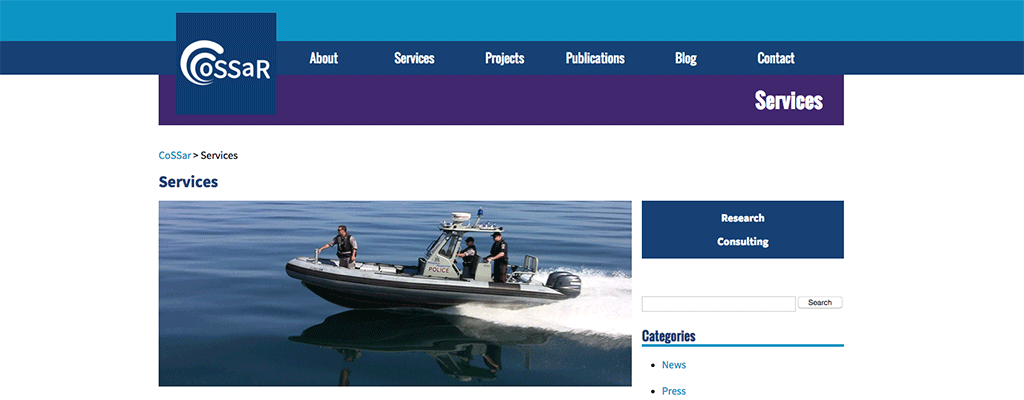 CoSSaR
About Services Projects Publications Blog Contact
Services
CoSSar > Services
Services
POLICE
Research
Consulting
Search
Categories
News
Press